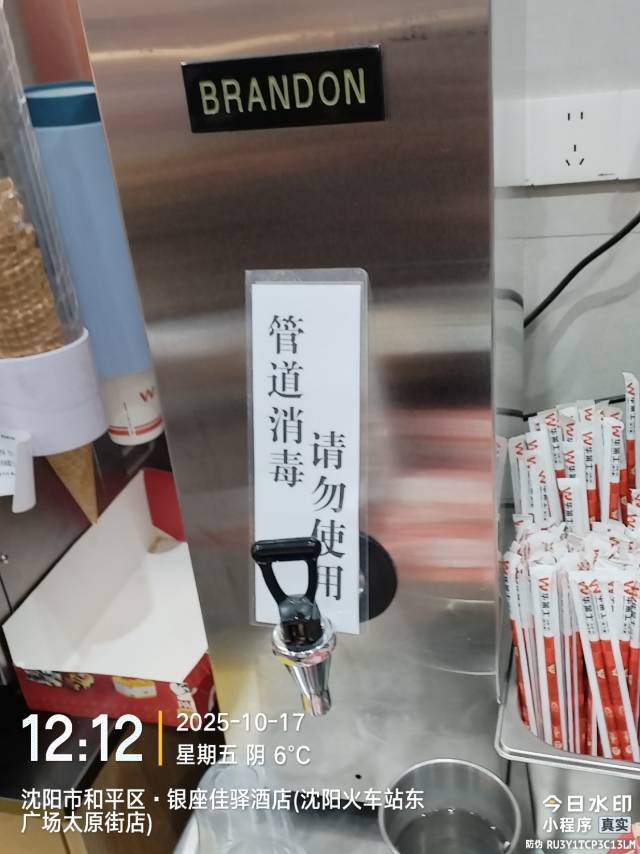 BRANDON
管道消毒
请勿使用
12:12
2025-10-17
星期五 阴 6°C
沈阳市和平区·银座佳驿酒店(沈阳火车站东
广场太原街店)
今日水印
小程序 真实
防伪 RU3Y1TCP3C13LM